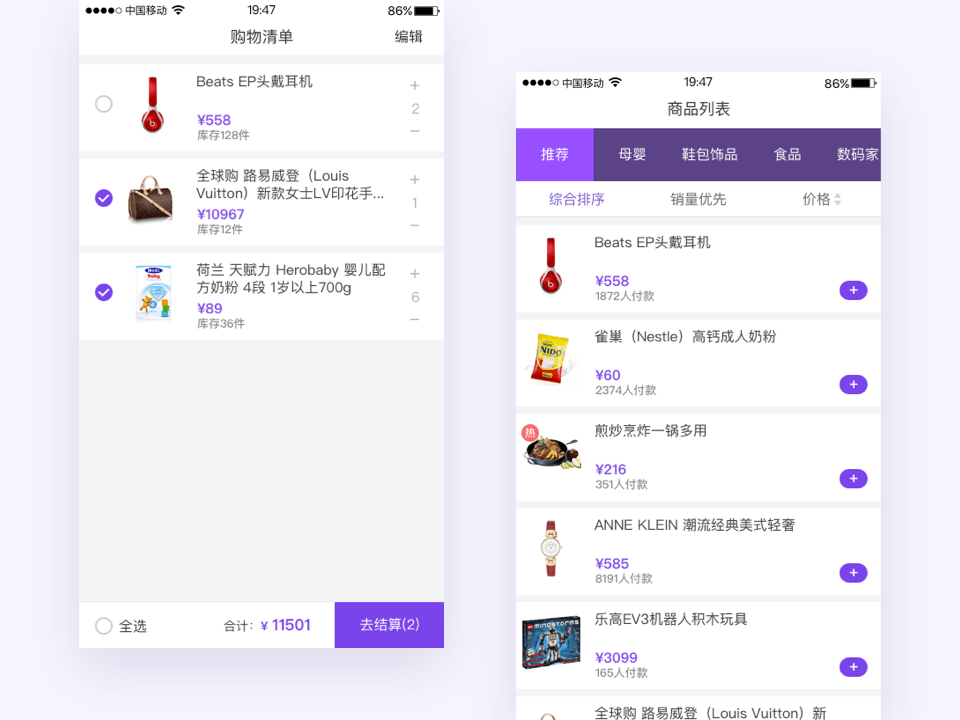 中国移动
19:47
86%
购物清单
编辑
Beats EP头戴耳机
¥558
库存128件
+
2
−
全球购 路易威登（Louis
Vuitton）新款女士LV印花手...
¥10967
库存12件
+
1
−
荷兰 天赋力 Herobaby 婴儿配
方奶粉 4段 1岁以上700g
¥89
库存36件
+
6
−
全选
合计：¥ 11501
去结算(2)
中国移动
19:47
86%
商品列表
推荐
母婴
鞋包饰品
食品
数码家
综合排序
销量优先
价格
Beats EP头戴耳机
¥558
1872人付款
+
雀巢（Nestle）高钙成人奶粉
NIDO
¥60
2374人付款
+
热
煎炒烹炸一锅多用
¥216
351人付款
+
ANNE KLEIN 潮流经典美式轻奢
¥585
8191人付款
+
乐高EV3机器人积木玩具
MINDSTORMS
¥3099
165人付款
+
全球购 路易威登（Louis Vuitton）新